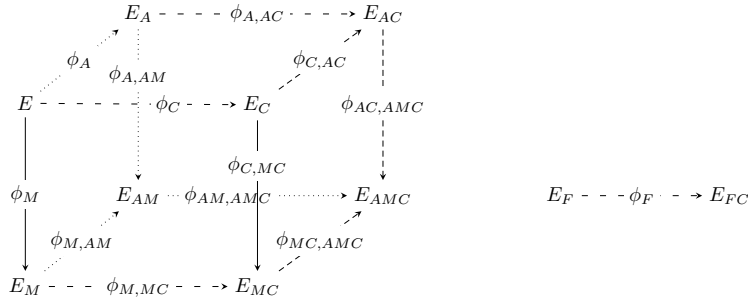 E_A ϕ_{A,AC} E_{AC}
ϕ_A ϕ_{A,AM} ϕ_{C,AC}
E ϕ_C E_C ϕ_{AC,AMC}
ϕ_{C,MC}
ϕ_M E_{AM} ϕ_{AM,AMC} E_{AMC} E_F ϕ_F E_{FC}
ϕ_{M,AM} ϕ_{MC,AMC}
E_M ϕ_{M,MC} E_{MC}